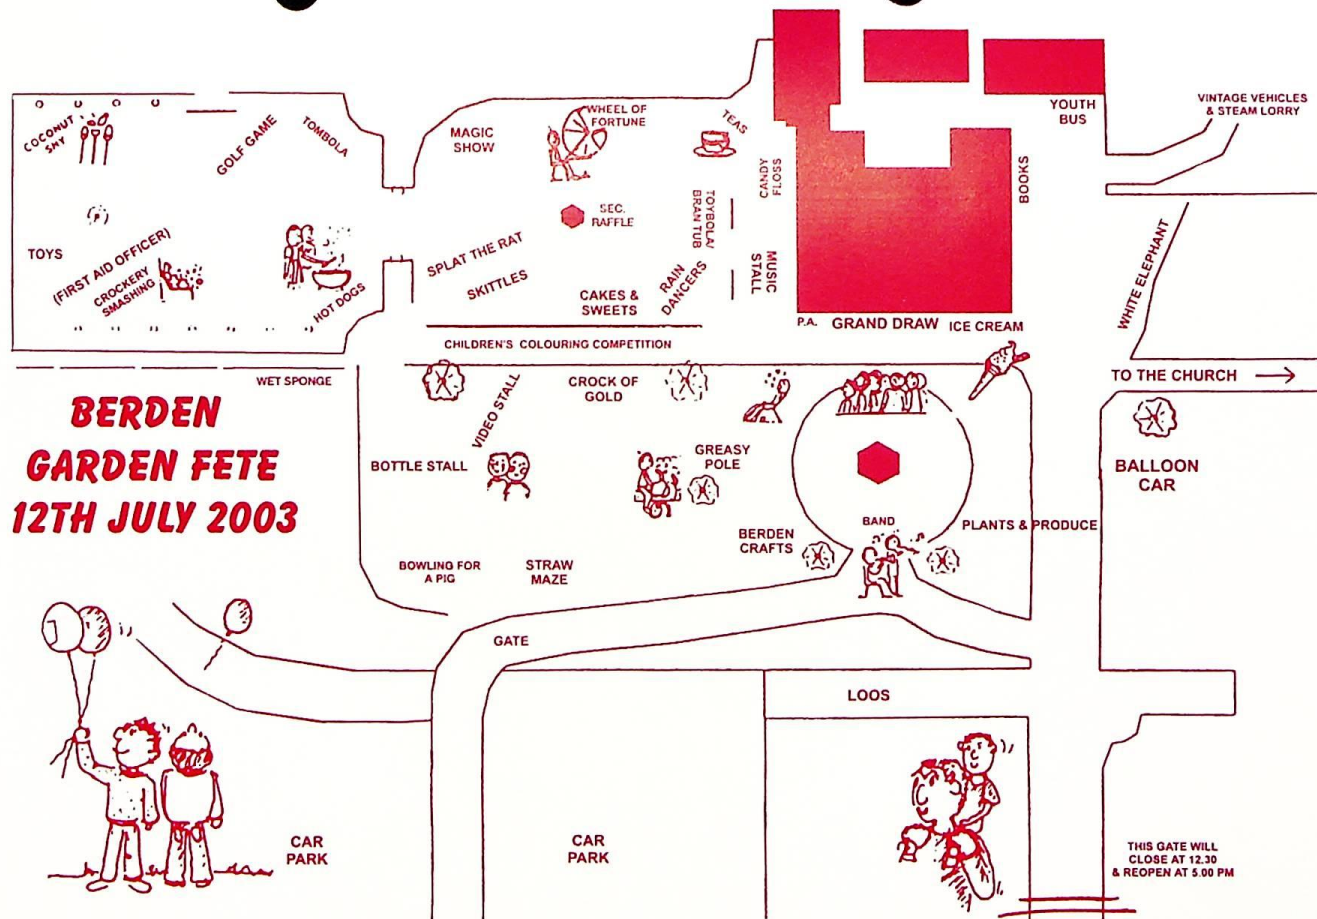 COCONUT
SHY
GOLF GAME
TOMBOLA
MAGIC
SHOW
WHEEL OF
FORTUNE
TEAS
CANDY
FLOSS
BOOKS
YOUTH
BUS
VINTAGE VEHICLES
& STEAM LORRY
TOYS
(FIRST AID OFFICER)
CROCKERY
SMASHING
HOT DOGS
SPLAT THE RAT
SKITTLES
SEC.
RAFFLE
TOYBOLA/
BRAN TUB
RAIN
DANCERS
MUSIC
STALL
CAKES &
SWEETS
P.A.
GRAND DRAW
ICE CREAM
WHITE ELEPHANT
CHILDREN'S COLOURING COMPETITION
TO THE CHURCH
WET SPONGE
BERDEN
GARDEN FETE
12TH JULY 2003
VIDEO STALL
CROCK OF
GOLD
BOTTLE STALL
GREASY
POLE
BALLOON
CAR
BERDEN
CRAFTS
BAND
PLANTS & PRODUCE
BOWLING FOR
A PIG
STRAW
MAZE
GATE
LOOS
CAR
PARK
CAR
PARK
THIS GATE WILL
CLOSE AT 12.30
& REOPEN AT 5.00 PM